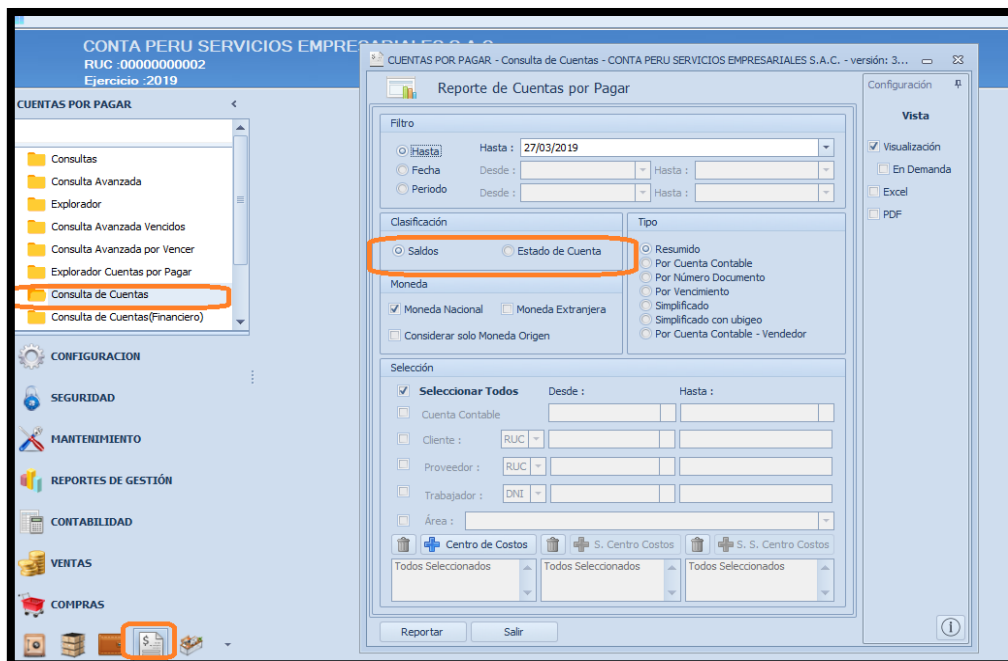 CONTA PERU SERVICIOS EMPRESARIALES S.A.C.
RUC :00000000002
Ejercicio :2019
CUENTAS POR PAGAR
Consultas
Consulta Avanzada
Explorador
Consulta Avanzada Vencidos
Consulta Avanzada por Vencer
Explorador Cuentas por Pagar
Consulta de Cuentas
Consulta de Cuentas(Financiero)
CONFIGURACION
SEGURIDAD
MANTENIMIENTO
REPORTES DE GESTIÓN
CONTABILIDAD
VENTAS
COMPRAS
CUENTAS POR PAGAR - Consulta de Cuentas - CONTA PERU SERVICIOS EMPRESARIALES S.A.C. - versión: 3...
Reporte de Cuentas por Pagar
Filtro
Hasta Hasta : 27/03/2019
Fecha Desde : Hasta :
Periodo Desde : Hasta :
Clasificación
Saldos Estado de Cuenta
Moneda
Moneda Nacional Moneda Extranjera
Considerar solo Moneda Origen
Tipo
Resumido
Por Cuenta Contable
Por Número Documento
Por Vencimiento
Simplificado
Simplificado con ubigeo
Por Cuenta Contable - Vendedor
Selección
Seleccionar Todos Desde : Hasta :
Cuenta Contable
Cliente : RUC
Proveedor : RUC
Trabajador : DNI
Área :
Centro de Costos S. Centro Costos S. S. Centro Costos
Todos Seleccionados Todos Seleccionados Todos Seleccionados
Reportar Salir
Configuración
Vista
Visualización
En Demanda
Excel
PDF